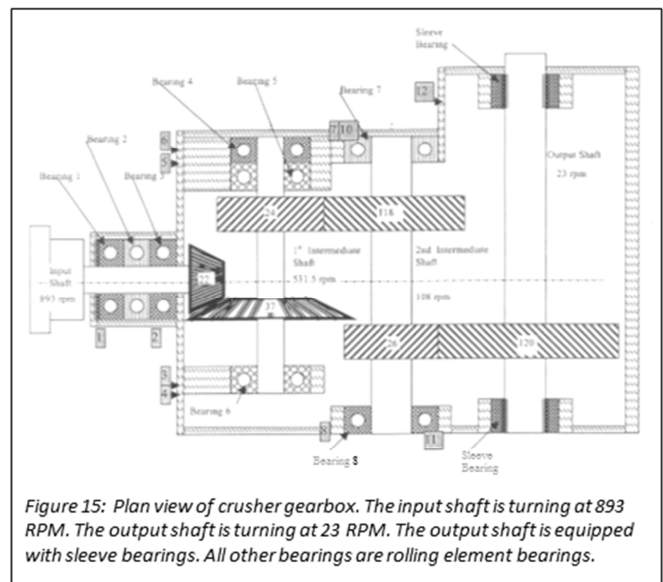 Sleeve
Bearing
Bearing 4
Bearing 5
Bearing 7
12
7 10
6
5
Bearing 2
Bearing 1
Bearing 3
Output Shaft
23 rpm
118
1st Intermediate
Shaft
531.5 rpm
2nd Intermediate
Shaft
108 rpm
22
Input
Shaft
893 rpm
37
1
2
26
120
3
4
Bearing 6
8
11
Bearing 8
Sleeve
Bearing
Figure 15: Plan view of crusher gearbox. The input shaft is turning at 893
RPM. The output shaft is turning at 23 RPM. The output shaft is equipped
with sleeve bearings. All other bearings are rolling element bearings.